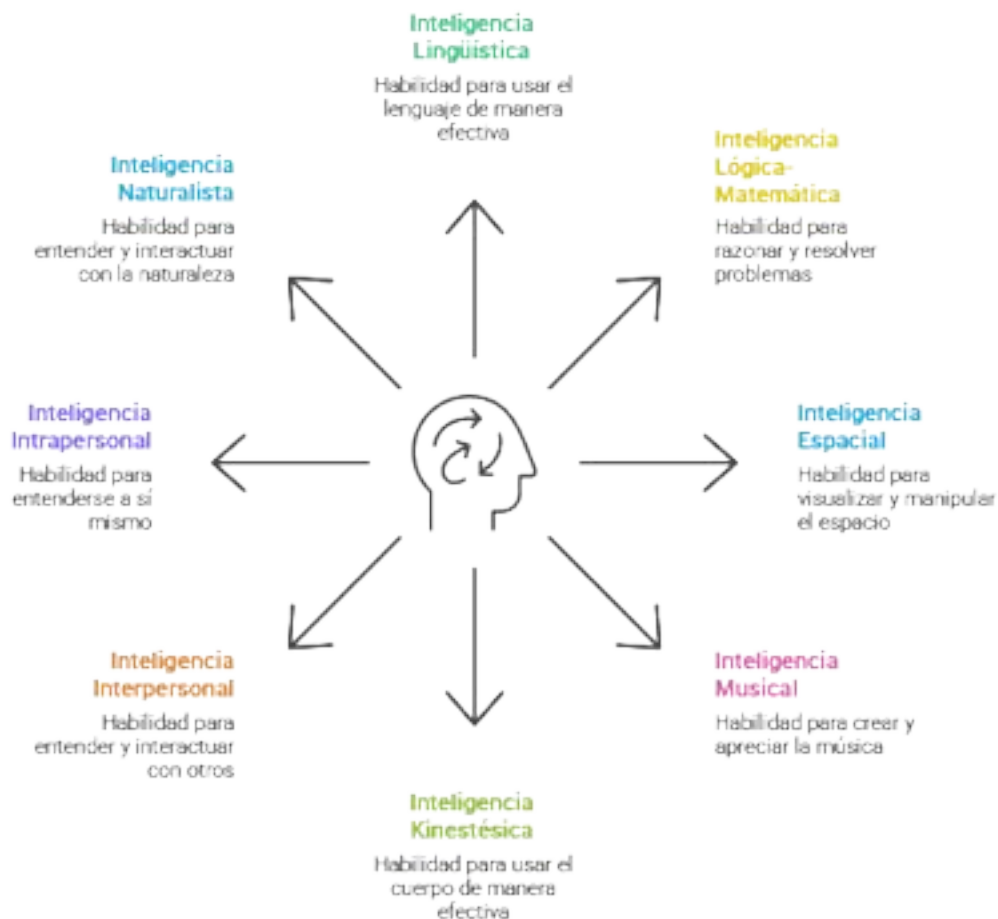 Inteligencia
Lingüística
Habilidad para usar el
lenguaje de manera
efectiva
Inteligencia
Lógica-
Matemática
Habilidad para
razonar y resolver
problemas
Inteligencia
Espacial
Habilidad para
visualizar y manipular
el espacio
Inteligencia
Musical
Habilidad para crear y
apreciar la música
Inteligencia
Kinestésica
Habilidad para usar el
cuerpo de manera
efectiva
Inteligencia
Interpersonal
Habilidad para
entender y interactuar
con otros
Inteligencia
Intrapersonal
Habilidad para
entenderse a sí
mismo
Inteligencia
Naturalista
Habilidad para
entender y interactuar
con la naturaleza